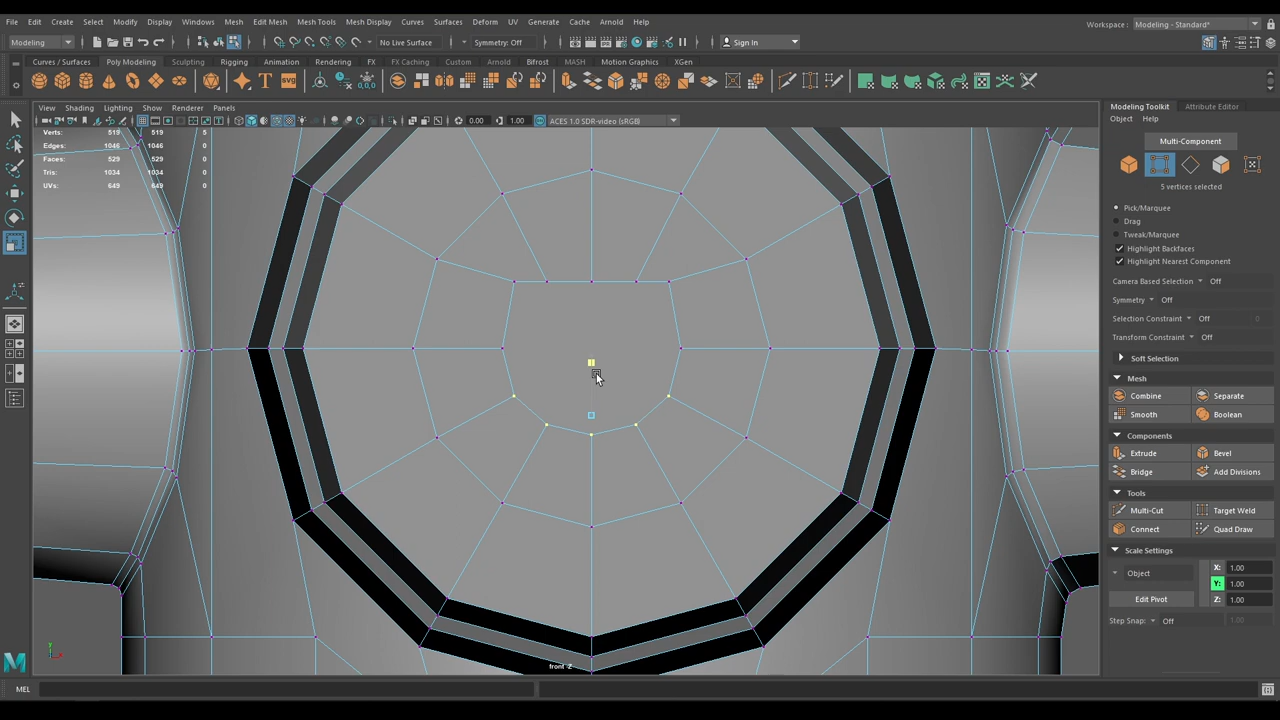 File Edit Create Select Modify Display Windows Mesh Edit Mesh Mesh Tools Mesh Display Curves Surfaces Deform UV Generate Cache Arnold Help
Workspace : Modeling - Standard*
Modeling No Live Surface Symmetry: Off Sign In
Curves / Surfaces Poly Modeling Sculpting Rigging Animation Rendering FX FX Caching Custom Arnold Bifrost MASH Motion Graphics XGen
SVG
View Shading Lighting Show Renderer Panels
0.00 1.00 ACES 1.0 SDR-video (sRGB)
Verts: 519 519 5
Edges: 1046 1046 0
Faces: 529 529 0
Tris: 1034 1034 0
UVs: 649 649 0
front -Z
y
MEL
Modeling Toolkit Attribute Editor
Object Help
Multi-Component
5 vertices selected
Pick/Marquee
Drag
Tweak/Marquee
Highlight Backfaces
Highlight Nearest Component
Camera Based Selection Off
Symmetry Off
Selection Constraint Off
Transform Constraint Off
Soft Selection
Mesh
Combine Separate
Smooth Boolean
Components
Extrude Bevel
Bridge Add Divisions
Tools
Multi-Cut Target Weld
Connect Quad Draw
Scale Settings
X: 1.00
Object Y: 1.00
Edit Pivot Z: 1.00
Step Snap: Off 1.00